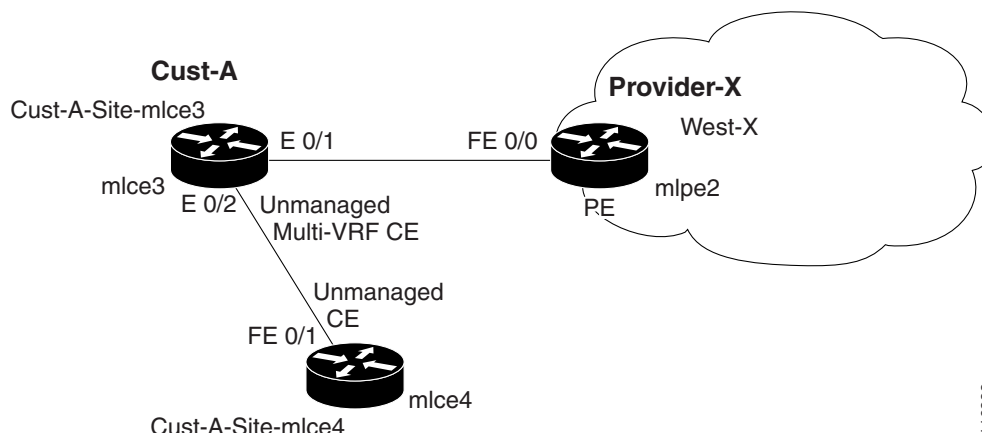 Cust-A
Cust-A-Site-mlce3
Provider-X
West-X
E 0/1
FE 0/0
mlce3
mlpe2
E 0/2
Unmanaged
Multi-VRF CE
PE
Unmanaged
CE
FE 0/1
mlce4
Cust-A-Site-mlce4